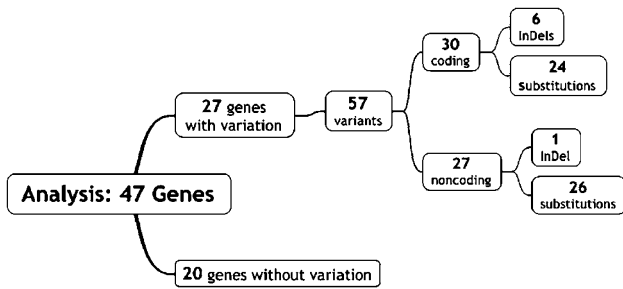 Analysis: 47 Genes
27 genes
with variation
57
variants
30
coding
6
InDels
24
substitutions
27
noncoding
1
InDel
26
substitutions
20 genes without variation